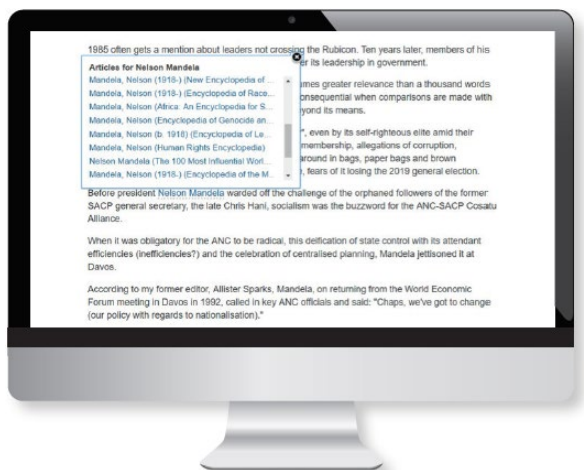 1985 often gets a mention about leaders not crossing the Rubicon. Ten years later, members of his
er its leadership in government.
Articles for Nelson Mandela
Mandela, Nelson (1918-) (New Encyclopedia of ...
Mandela, Nelson (1918-) (Encyclopedia of Race...
Mandela, Nelson (Africa: An Encyclopedia for S...
Mandela, Nelson (Encyclopedia of Genocide an...
Mandela, Nelson (b. 1918) (Encyclopedia of Le...
Mandela, Nelson (Human Rights Encyclopedia)
Nelson Mandela (The 100 Most Influential Worl...
Mandela, Nelson (1918-) (Encyclopedia of the M...
mes greater relevance than a thousand words
onsequential when comparisons are made with
yond its means.
", even by its self-righteous elite amid their
membership, allegations of corruption,
around in bags, paper bags and brown
, fears of it losing the 2019 general election.
Before president Nelson Mandela warded off the challenge of the orphaned followers of the former
SACP general secretary, the late Chris Hani, socialism was the buzzword for the ANC-SACP Cosatu
Alliance.
When it was obligatory for the ANC to be radical, this deification of state control with its attendant
efficiencies (inefficiencies?) and the celebration of centralised planning, Mandela jettisoned it at
Davos.
According to my former editor, Allister Sparks, Mandela, on returning from the World Economic
Forum meeting in Davos in 1992, called in key ANC officials and said: "Chaps, we've got to change
(our policy with regards to nationalisation)."